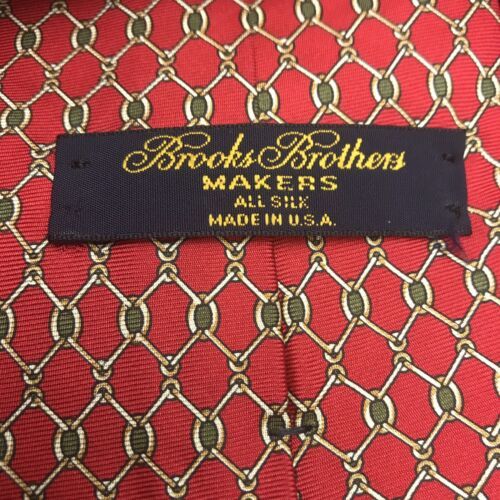 Brooks Brothers
MAKERS
ALL SILK
MADE IN U.S.A.